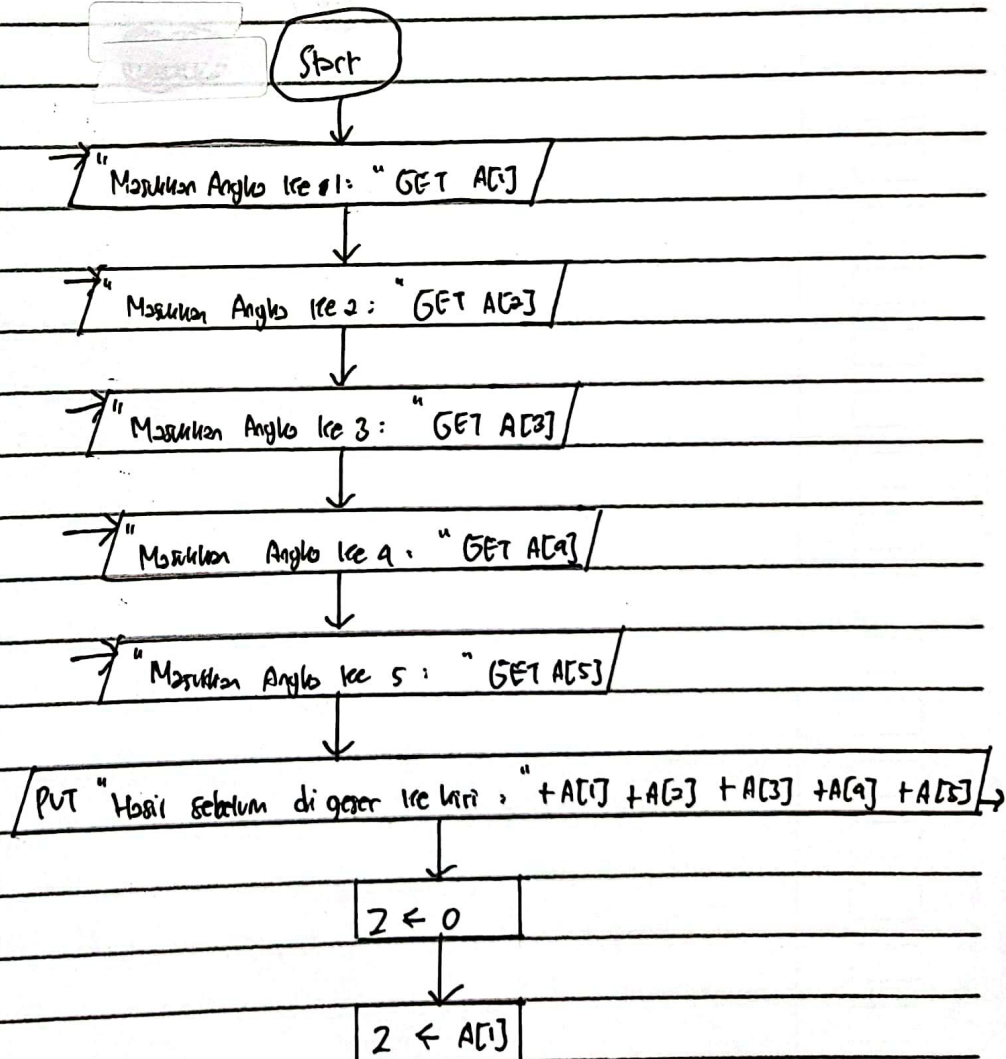 Start
"Masukkan Angka ke 1: " GET A[1]
"Masukkan Angka ke 2: " GET A[2]
"Masukkan Angka ke 3: " GET A[3]
"Masukkan Angka ke 4: " GET A[4]
"Masukkan Angka ke 5: " GET A[5]
PUT "Hasil sebelum di geser ke kiri : " + A[1] + A[2] + A[3] + A[4] + A[5]
Z ← 0
Z ← A[1]